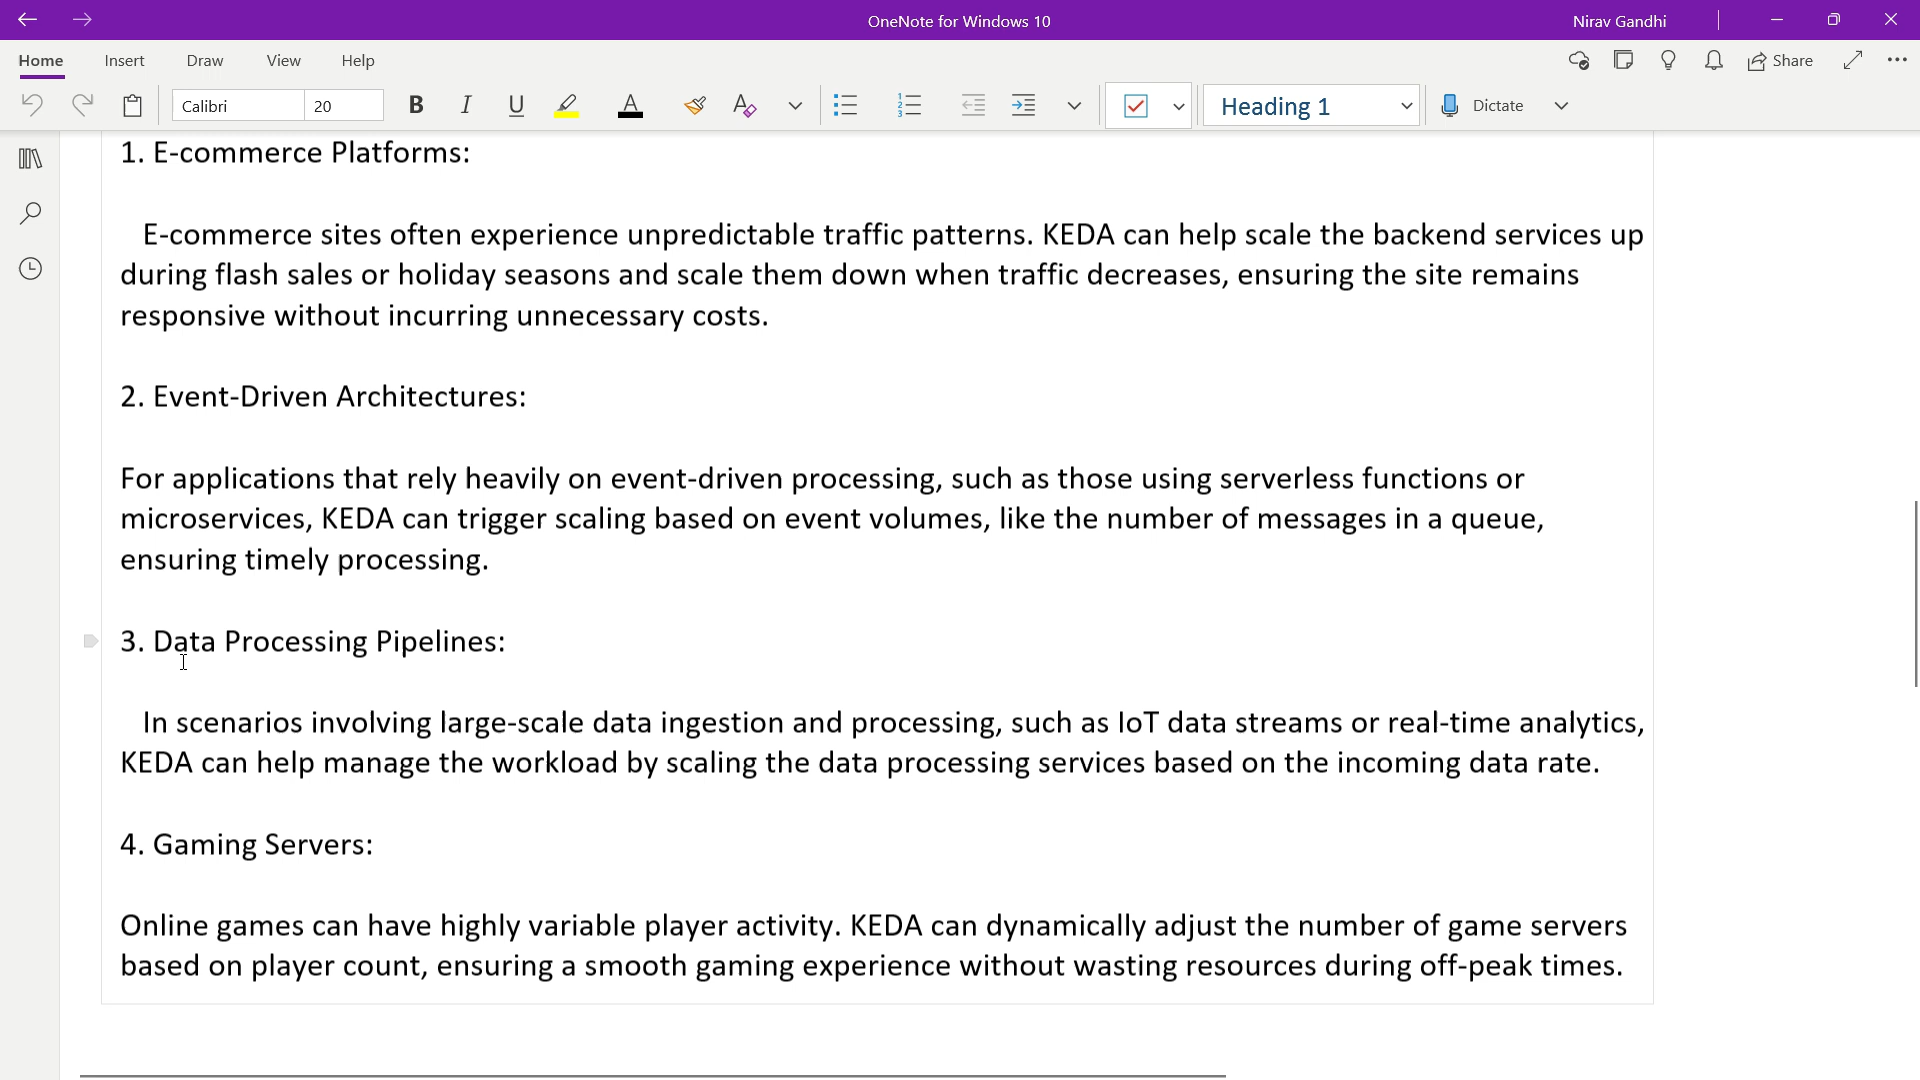 OneNote for Windows 10
Nirav Gandhi
Home
Insert
Draw
View
Help
Share
Calibri
20
B
I
U
A
A
Heading 1
Dictate
1. E-commerce Platforms:
E-commerce sites often experience unpredictable traffic patterns. KEDA can help scale the backend services up
during flash sales or holiday seasons and scale them down when traffic decreases, ensuring the site remains
responsive without incurring unnecessary costs.
2. Event-Driven Architectures:
For applications that rely heavily on event-driven processing, such as those using serverless functions or
microservices, KEDA can trigger scaling based on event volumes, like the number of messages in a queue,
ensuring timely processing.
3. Data Processing Pipelines:
In scenarios involving large-scale data ingestion and processing, such as IoT data streams or real-time analytics,
KEDA can help manage the workload by scaling the data processing services based on the incoming data rate.
4. Gaming Servers:
Online games can have highly variable player activity. KEDA can dynamically adjust the number of game servers
based on player count, ensuring a smooth gaming experience without wasting resources during off-peak times.